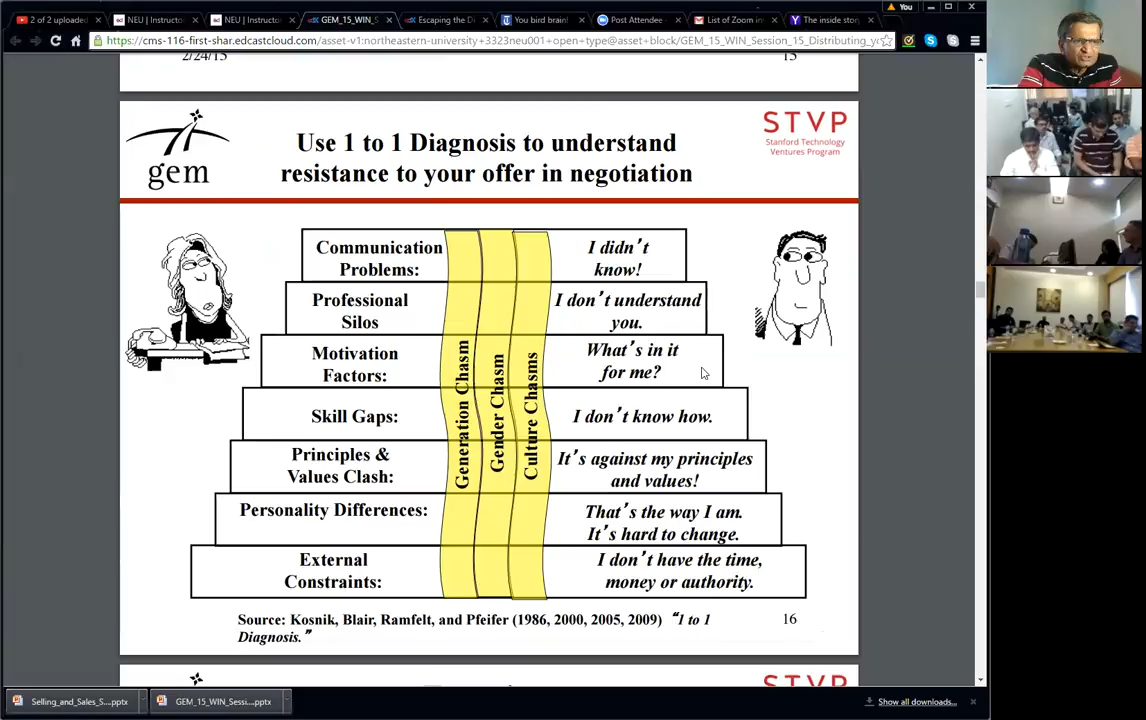 You
2 of 2 uploaded
NEU | Instructor
NEU | Instructor
GEM_15_WIN_S
Escaping the Di
You bird brain!
Post Attendee -
List of Zoom in
The inside story
https://cms-116-first-shar.edcastcloud.com/asset-v1:northeastern-university+3323neu001+open+type@asset+block/GEM_15_WIN_Session_15_Distributing_yo
2/24/15
15
gem
Use 1 to 1 Diagnosis to understand
resistance to your offer in negotiation
STVP
Stanford Technology
Ventures Program
Communication
Problems:
I didn't
know!
Professional
Silos
I don't understand
you.
Motivation
Factors:
What's in it
for me?
Skill Gaps:
I don't know how.
Principles &
Values Clash:
It's against my principles
and values!
Personality Differences:
That's the way I am.
It's hard to change.
External
Constraints:
I don't have the time,
money or authority.
Generation Chasm
Gender Chasm
Culture Chasms
Source: Kosnik, Blair, Ramfelt, and Pfeifer (1986, 2000, 2005, 2009) “1 to 1
Diagnosis.”
16
STVP
Selling_and_Sales_S....pptx
GEM_15_WIN_Sessi....pptx
Show all downloads...